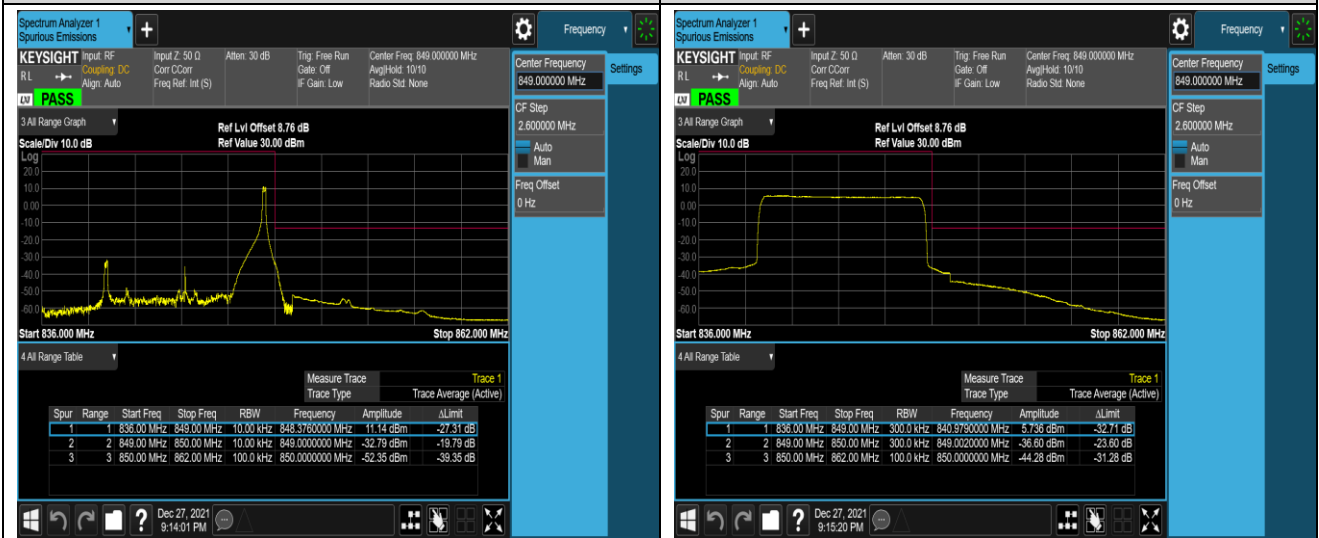 Spectrum Analyzer 1
Spurious Emissions
+
Frequency
KEYSIGHT Input: RF Input Z: 50 Ω Atten: 30 dB Trig: Free Run Center Freq: 849.000000 MHz
RL Coupling: DC Corr CCorr Gate: Off Avg|Hold: 10/10
Align: Auto Freq Ref: Int (S) IF Gain: Low Radio Std: None
LXI PASS
Center Frequency
849.000000 MHz
Settings
CF Step
2.600000 MHz
Auto
Man
Freq Offset
0 Hz
3 All Range Graph
Ref Lvl Offset 8.76 dB
Scale/Div 10.0 dB Ref Value 30.00 dBm
Log
20.0
10.0
0.00
-10.0
-20.0
-30.0
-40.0
-50.0
-60.0
Start 836.000 MHz Stop 862.000 MHz
4 All Range Table
Measure Trace Trace 1
Trace Type Trace Average (Active)
Spur Range Start Freq Stop Freq RBW Frequency Amplitude ΔLimit
1 1 836.00 MHz 849.00 MHz 10.00 kHz 848.3760000 MHz 11.14 dBm -27.31 dB
2 2 849.00 MHz 850.00 MHz 10.00 kHz 849.0000000 MHz -32.79 dBm -19.79 dB
3 3 850.00 MHz 862.00 MHz 100.0 kHz 850.0000000 MHz -52.35 dBm -39.35 dB
?
Dec 27, 2021
9:14:01 PM
Spectrum Analyzer 1
Spurious Emissions
+
Frequency
KEYSIGHT Input: RF Input Z: 50 Ω Atten: 30 dB Trig: Free Run Center Freq: 849.000000 MHz
RL Coupling: DC Corr CCorr Gate: Off Avg|Hold: 10/10
Align: Auto Freq Ref: Int (S) IF Gain: Low Radio Std: None
LXI PASS
Center Frequency
849.000000 MHz
Settings
CF Step
2.600000 MHz
Auto
Man
Freq Offset
0 Hz
3 All Range Graph
Ref Lvl Offset 8.76 dB
Scale/Div 10.0 dB Ref Value 30.00 dBm
Log
20.0
10.0
0.00
-10.0
-20.0
-30.0
-40.0
-50.0
-60.0
Start 836.000 MHz Stop 862.000 MHz
4 All Range Table
Measure Trace Trace 1
Trace Type Trace Average (Active)
Spur Range Start Freq Stop Freq RBW Frequency Amplitude ΔLimit
1 1 836.00 MHz 849.00 MHz 300.0 kHz 840.9790000 MHz 5.736 dBm -32.71 dB
2 2 849.00 MHz 850.00 MHz 300.0 kHz 849.0020000 MHz -36.60 dBm -23.60 dB
3 3 850.00 MHz 862.00 MHz 100.0 kHz 850.0000000 MHz -44.28 dBm -31.28 dB
?
Dec 27, 2021
9:15:20 PM